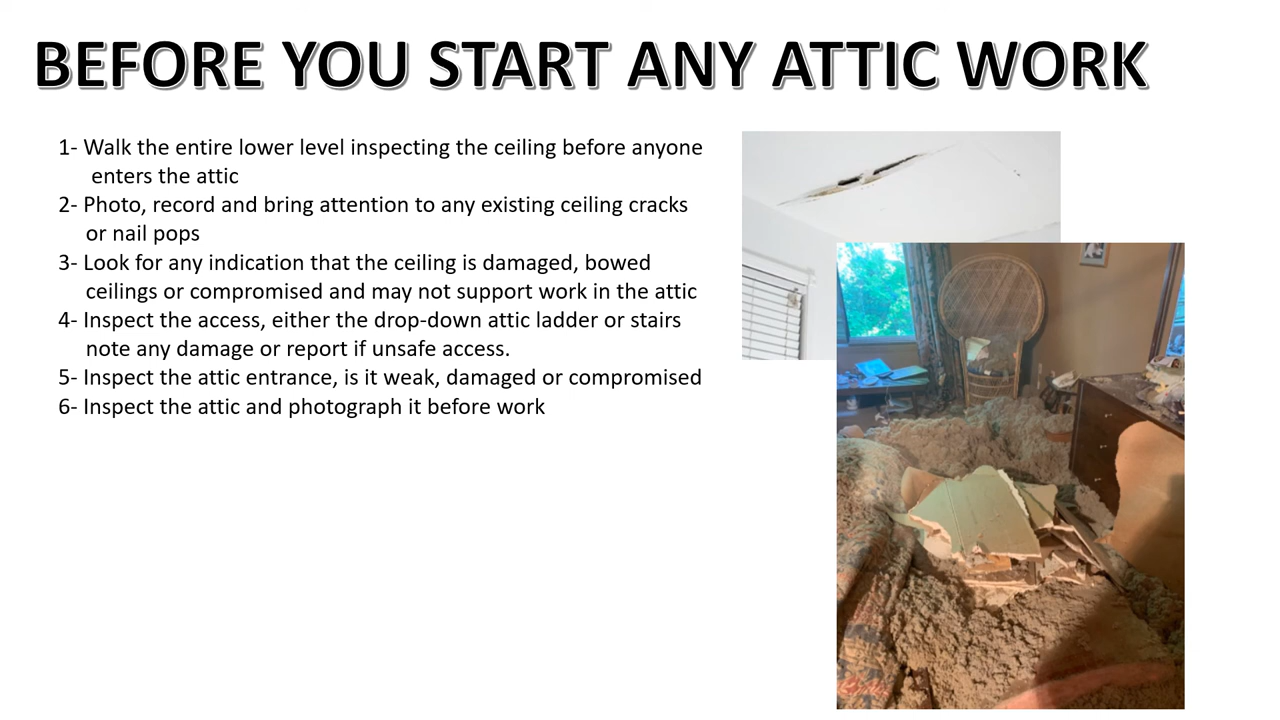 BEFORE YOU START ANY ATTIC WORK
1- Walk the entire lower level inspecting the ceiling before anyone
enters the attic
2- Photo, record and bring attention to any existing ceiling cracks
or nail pops
3- Look for any indication that the ceiling is damaged, bowed
ceilings or compromised and may not support work in the attic
4- Inspect the access, either the drop-down attic ladder or stairs
note any damage or report if unsafe access.
5- Inspect the attic entrance, is it weak, damaged or compromised
6- Inspect the attic and photograph it before work